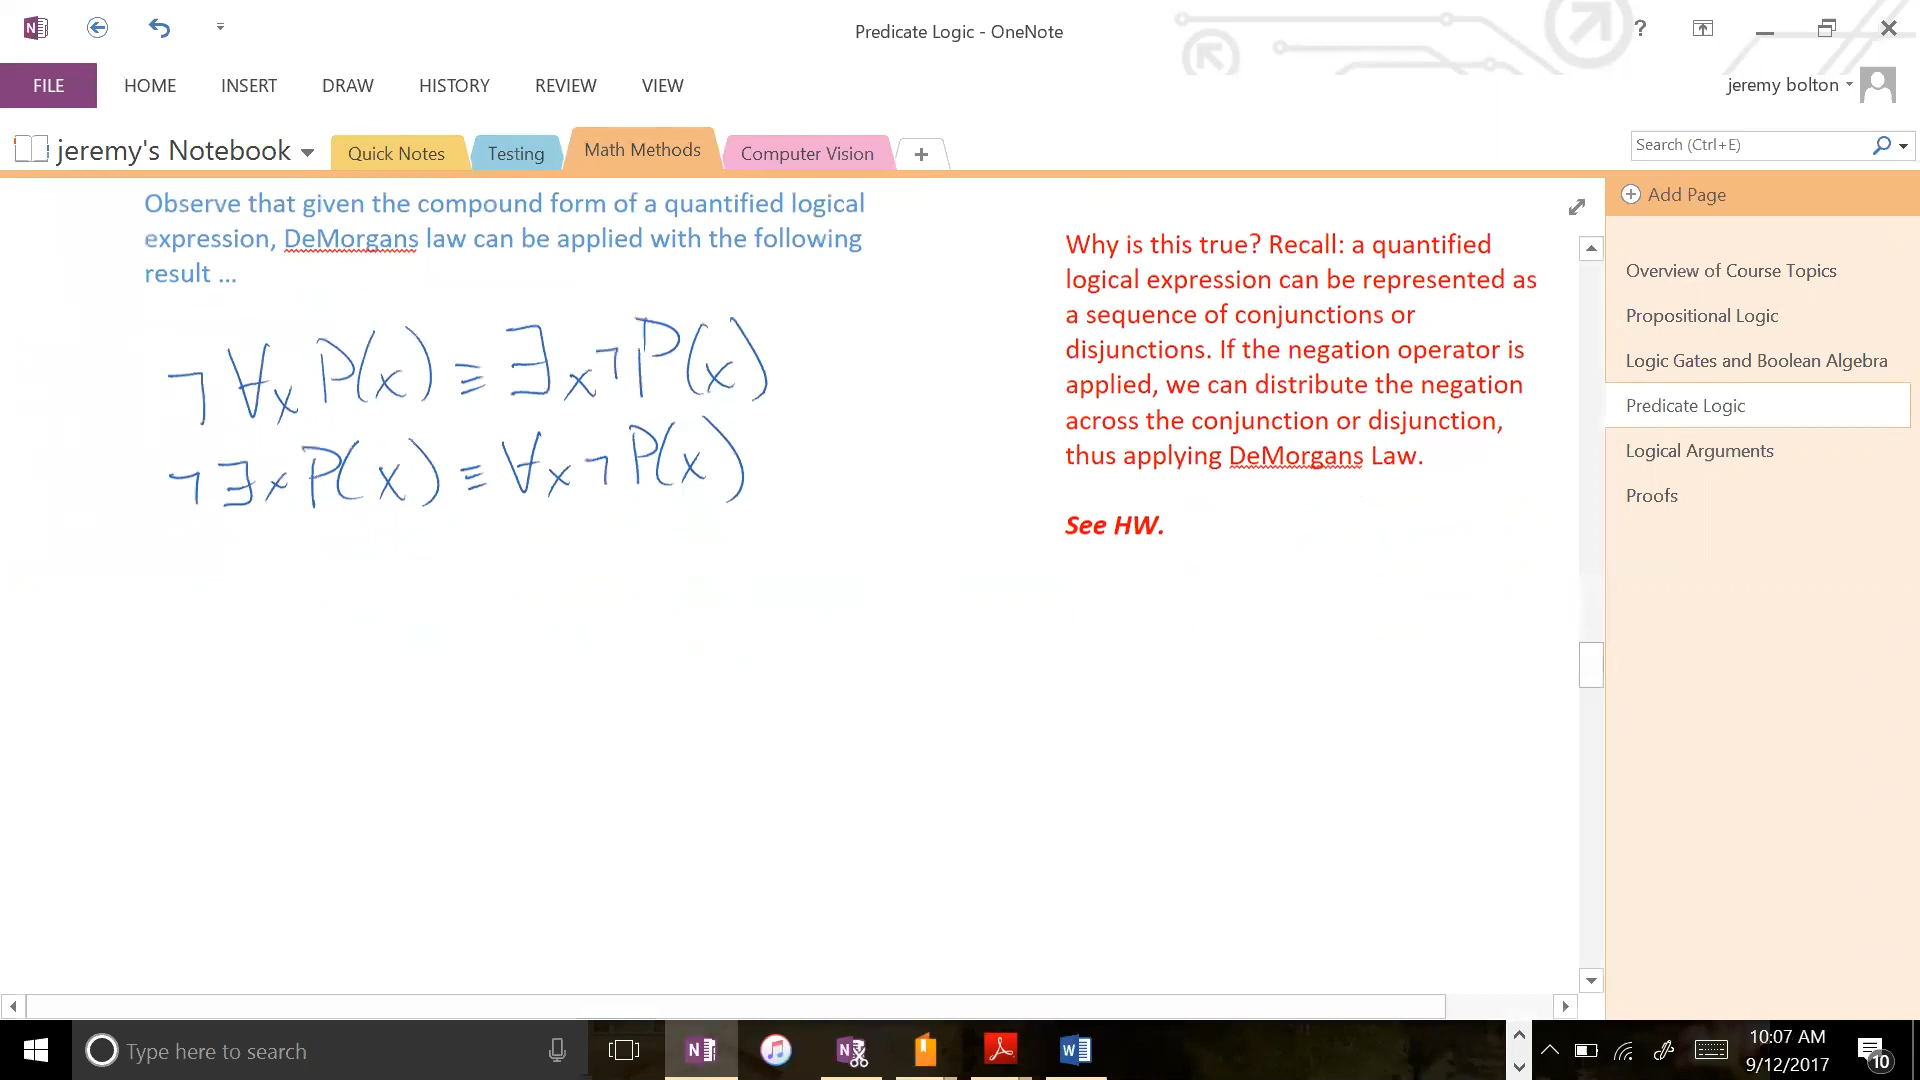 Predicate Logic - OneNote
?
FILE HOME INSERT DRAW HISTORY REVIEW VIEW
jeremy bolton
jeremy's Notebook
Quick Notes
Testing
Math Methods
Computer Vision
+
Search (Ctrl+E)
Observe that given the compound form of a quantified logical
expression, DeMorgans law can be applied with the following
result ...
¬∀x P(x) ≡ ∃x¬P(x)
¬∃x P(x) ≡ ∀x¬P(x)
Why is this true? Recall: a quantified
logical expression can be represented as
a sequence of conjunctions or
disjunctions. If the negation operator is
applied, we can distribute the negation
across the conjunction or disjunction,
thus applying DeMorgans Law.
See HW.
Add Page
Overview of Course Topics
Propositional Logic
Logic Gates and Boolean Algebra
Predicate Logic
Logical Arguments
Proofs
Type here to search
10:07 AM
9/12/2017
10